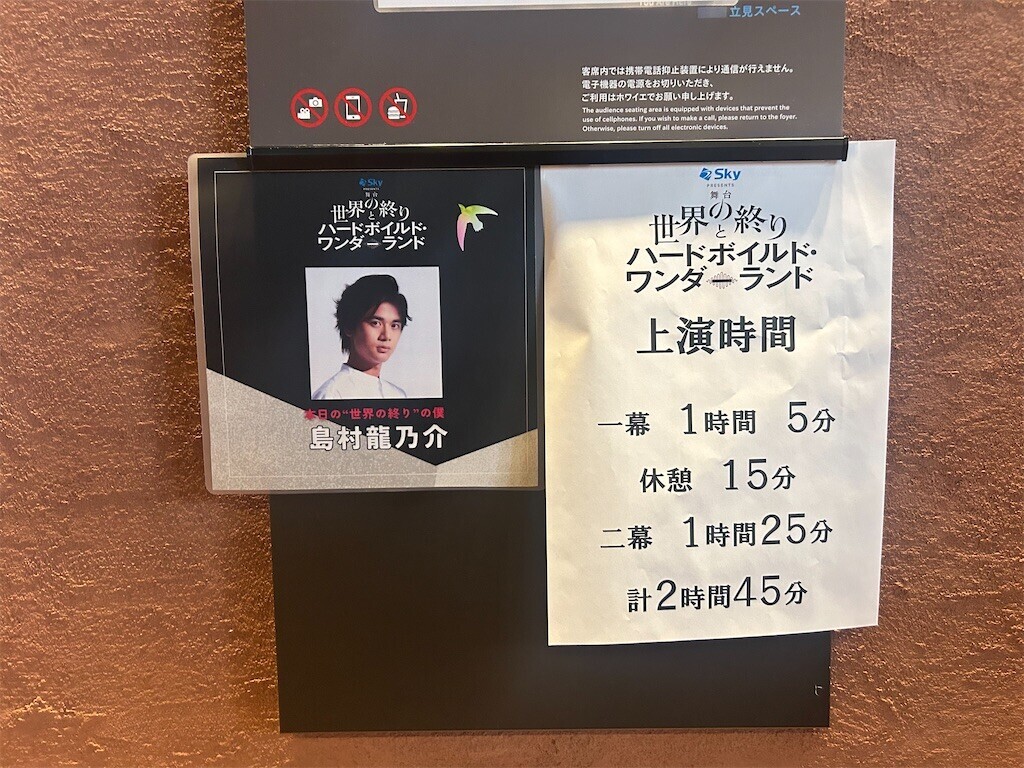 立見スペース
客席内では携帯電話抑止装置により通信が行えません。
電子機器の電源をお切りいただき、
ご利用はホワイエでお願い申し上げます。
The audience seating area is equipped with devices that prevent the
use of cellphones. If you wish to make a call, please return to the foyer.
Otherwise, please turn off all electronic devices.
Sky
舞台
世界の終りと
ハードボイルド・
ワンダーランド
本日の“世界の終り”の僕
島村龍乃介
Sky
PRESENTS
舞台
世界の終りと
ハードボイルド・
ワンダーランド
上演時間
一幕 1時間 5分
休憩 15分
二幕 1時間25分
計2時間45分